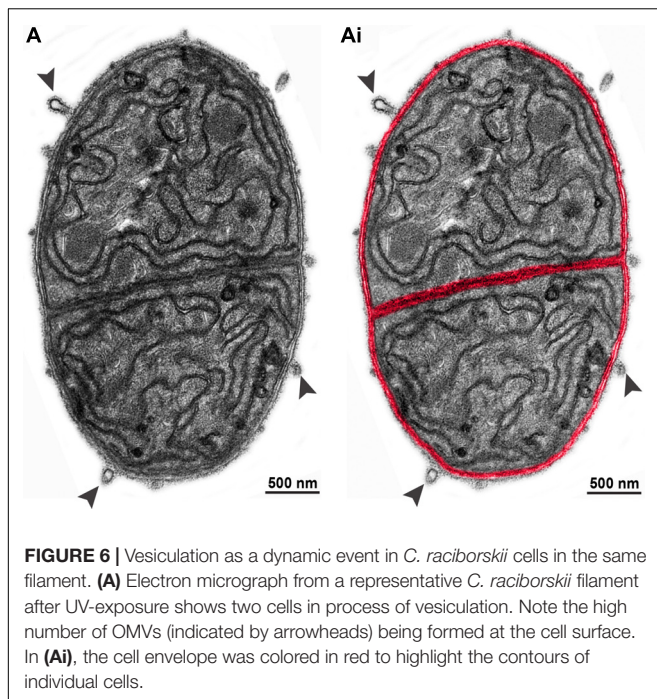 A
Ai
500 nm
500 nm
FIGURE 6 | Vesiculation as a dynamic event in C. raciborskii cells in the same
filament. (A) Electron micrograph from a representative C. raciborskii filament
after UV-exposure shows two cells in process of vesiculation. Note the high
number of OMVs (indicated by arrowheads) being formed at the cell surface.
In (Ai), the cell envelope was colored in red to highlight the contours of
individual cells.